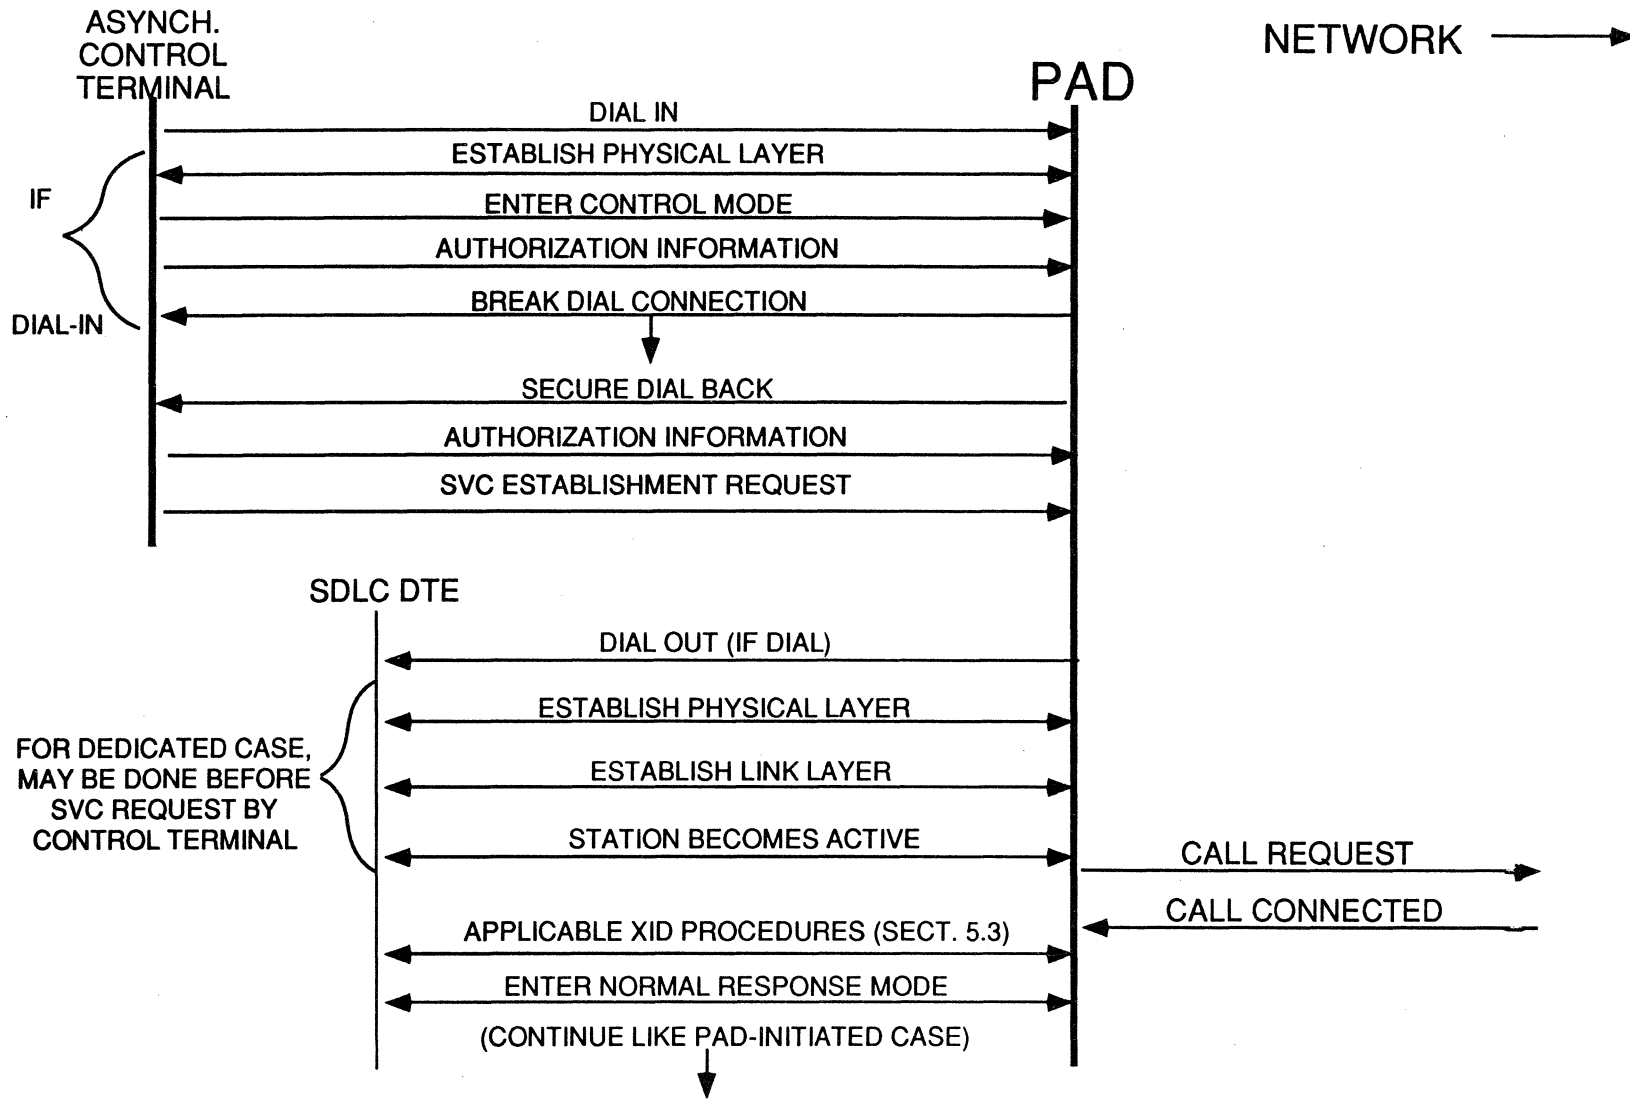 ASYNCH.
CONTROL
TERMINAL
NETWORK
PAD
DIAL IN
ESTABLISH PHYSICAL LAYER
IF
ENTER CONTROL MODE
AUTHORIZATION INFORMATION
BREAK DIAL CONNECTION
DIAL-IN
SECURE DIAL BACK
AUTHORIZATION INFORMATION
SVC ESTABLISHMENT REQUEST
SDLC DTE
DIAL OUT (IF DIAL)
ESTABLISH PHYSICAL LAYER
FOR DEDICATED CASE,
MAY BE DONE BEFORE
SVC REQUEST BY
CONTROL TERMINAL
ESTABLISH LINK LAYER
STATION BECOMES ACTIVE
CALL REQUEST
CALL CONNECTED
APPLICABLE XID PROCEDURES (SECT. 5.3)
ENTER NORMAL RESPONSE MODE
(CONTINUE LIKE PAD-INITIATED CASE)